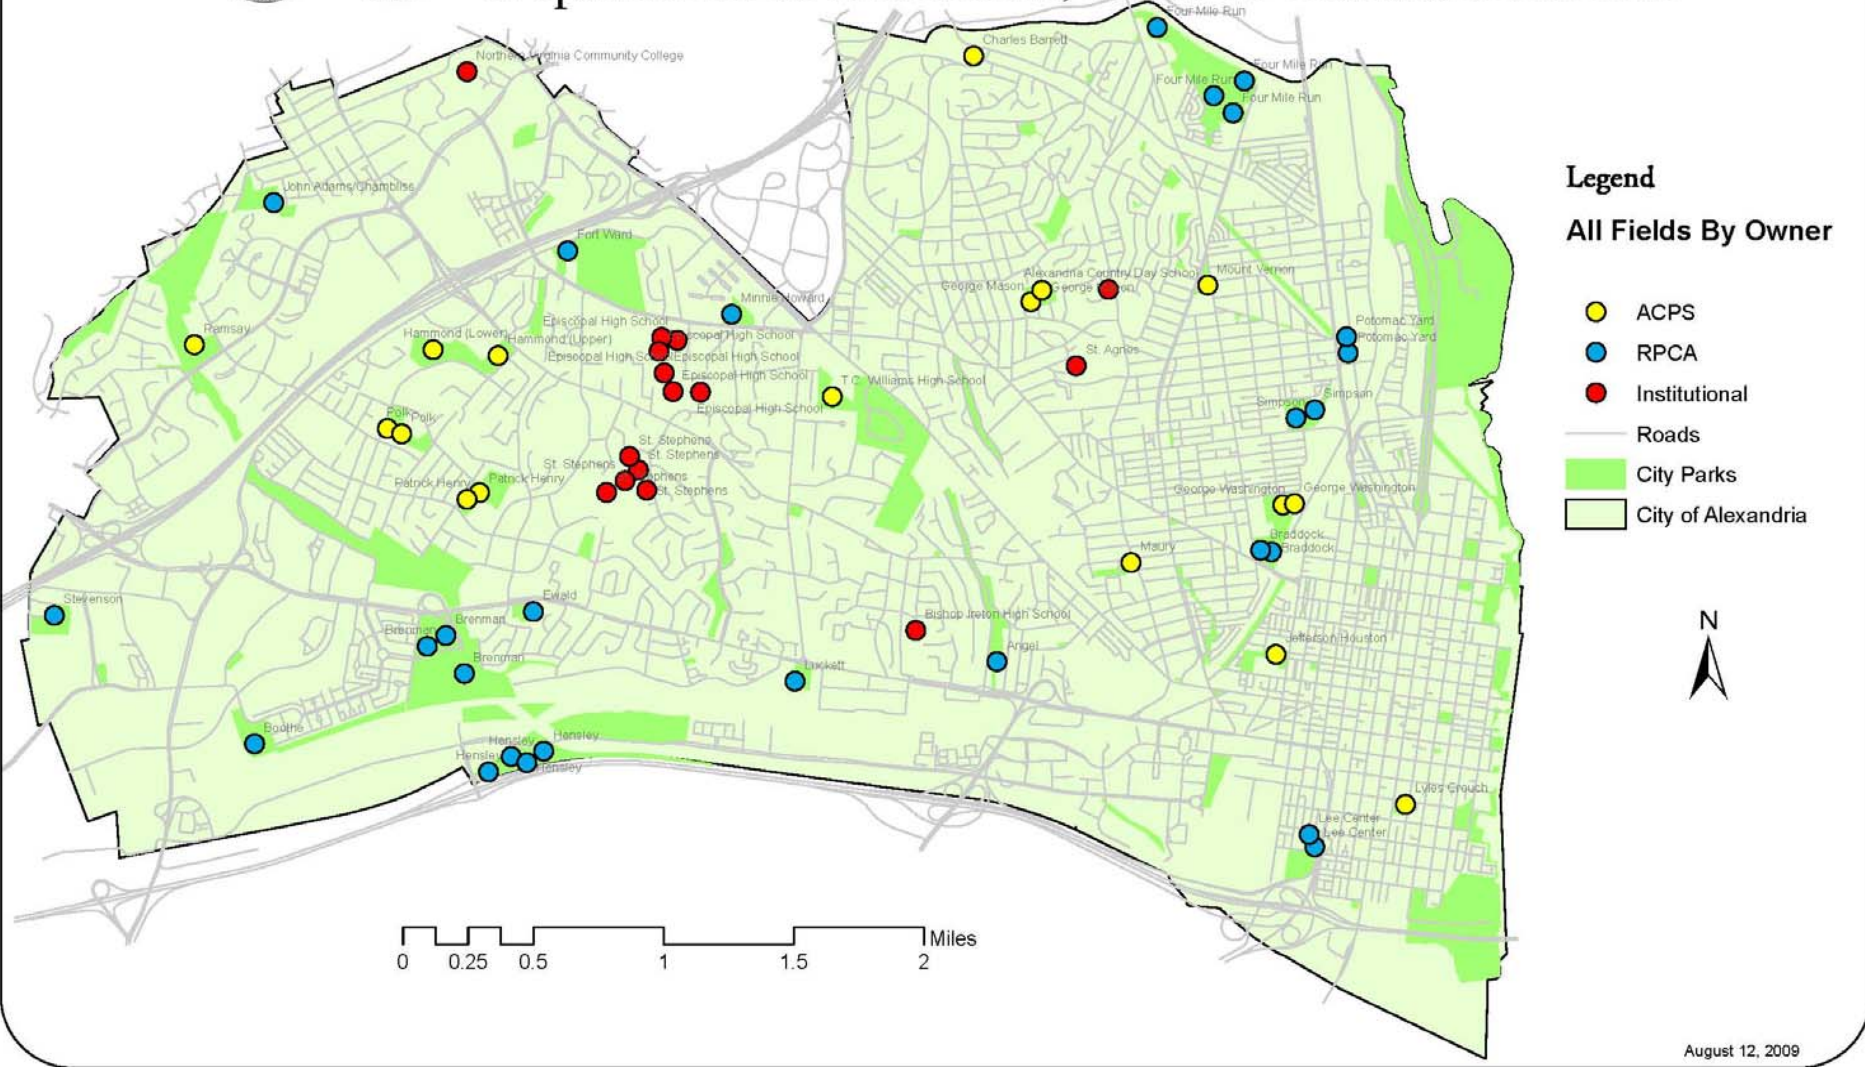 Four Mile Run
Charles Barrett
Northern Virginia Community College
Four Mile Run
Four Mile Run
Four Mile Run
John Adams/Chambliss
Fort Ward
Alexandria Country Day School
Mount Vernon
George Mason
George Mason
Minnie Howard
Ramsay
Hammond (Lower)
Hammond (Upper)
Episcopal High School
Episcopal High School
Episcopal High School
Episcopal High School
Episcopal High School
Episcopal High School
Potomac Yard
Potomac Yard
St. Agnes
T.C. Williams High School
Simpson
Simpson
Polk
Polk
St. Stephens
St. Stephens
St. Stephens
St. Stephens
St. Stephens
Patrick Henry
Patrick Henry
George Washington
George Washington
Braddock
Braddock
Maury
Stevenson
Ewald
Brenman
Brenman
Brenman
Bishop Ireton High School
Angel
Jefferson Houston
Luckett
Boothe
Hensley
Hensley
Hensley
Hensley
Lyles Crouch
Lee Center
Lee Center
Legend
All Fields By Owner
ACPS
RPCA
Institutional
Roads
City Parks
City of Alexandria
N
Miles
0 0.25 0.5 1 1.5 2
August 12, 2009